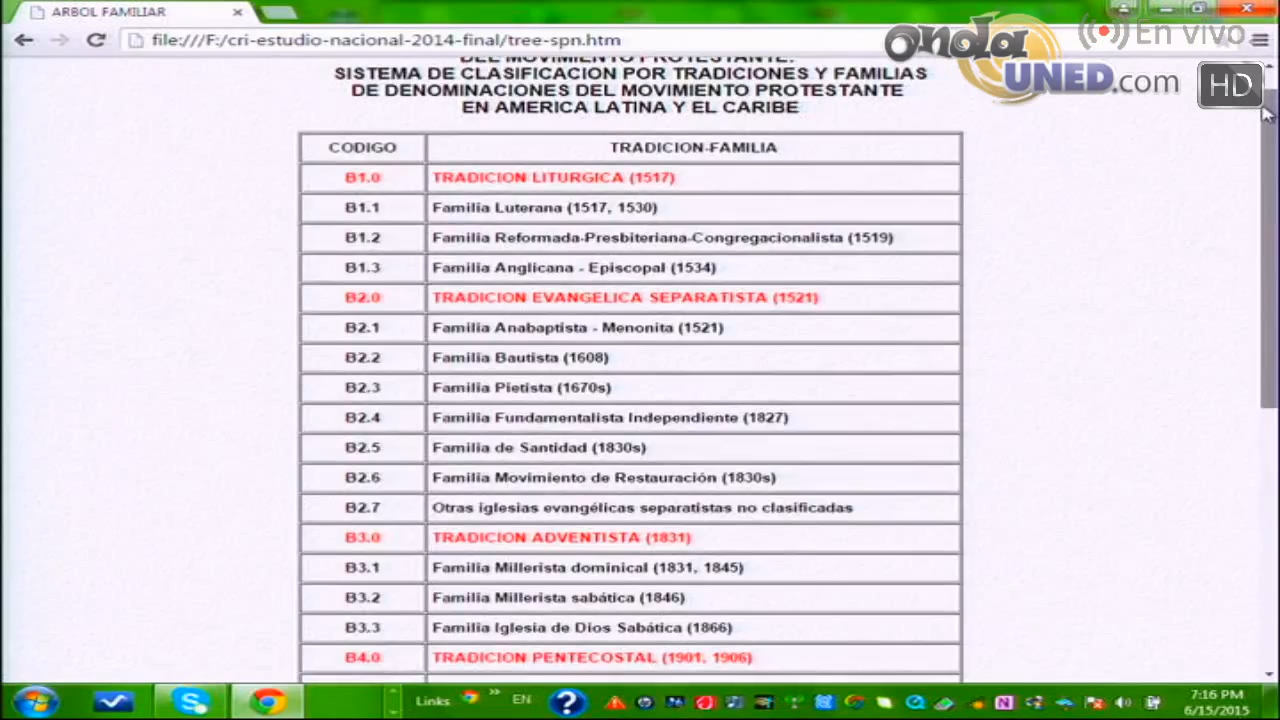 ARBOL FAMILIAR
file:///F:/cri-estudio-nacional-2014-final/tree-spn.htm
onda UNED.com
En vivo
HD
DEL MOVIMIENTO PROTESTANTE:
SISTEMA DE CLASIFICACION POR TRADICIONES Y FAMILIAS
DE DENOMINACIONES DEL MOVIMIENTO PROTESTANTE
EN AMERICA LATINA Y EL CARIBE
CODIGO TRADICION-FAMILIA
B1.0 TRADICION LITURGICA (1517)
B1.1 Familia Luterana (1517, 1530)
B1.2 Familia Reformada-Presbiteriana-Congregacionalista (1519)
B1.3 Familia Anglicana - Episcopal (1534)
B2.0 TRADICION EVANGELICA SEPARATISTA (1521)
B2.1 Familia Anabaptista - Menonita (1521)
B2.2 Familia Bautista (1608)
B2.3 Familia Pietista (1670s)
B2.4 Familia Fundamentalista Independiente (1827)
B2.5 Familia de Santidad (1830s)
B2.6 Familia Movimiento de Restauración (1830s)
B2.7 Otras iglesias evangélicas separatistas no clasificadas
B3.0 TRADICION ADVENTISTA (1831)
B3.1 Familia Millerista dominical (1831, 1845)
B3.2 Familia Millerista sabática (1846)
B3.3 Familia Iglesia de Dios Sabática (1866)
B4.0 TRADICION PENTECOSTAL (1901, 1906)
Links » EN 7:16 PM
6/15/2015